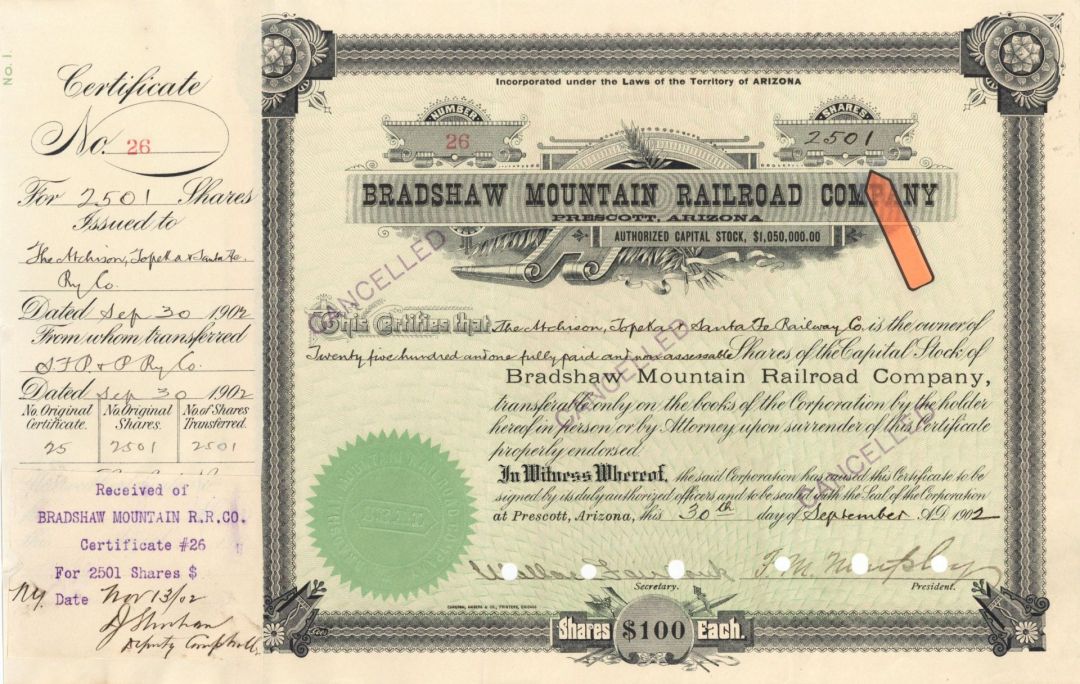 No. 1
Certificate
No. 26
For 2501 Shares
Issued to
The Atchison, Topeka & Santa Fe
Ry Co.
Dated Sep 30 1902
From whom transferred
S F P. & P Ry Co.
Dated Sep 30 1902
No. Original Certificate.
No. Original Shares.
No. of Shares Transferred.
25 2501 2501
Received of
BRADSHAW MOUNTAIN R.R.CO.
Certificate #26
For 2501 Shares $
NY. Date Nov 13/02
Deputy Comptroller
Incorporated under the Laws of the Territory of ARIZONA
NUMBER
26
SHARES
2501
BRADSHAW MOUNTAIN RAILROAD COMPANY
PRESCOTT, ARIZONA
AUTHORIZED CAPITAL STOCK, $1,050,000.00
This Certifies that The Atchison, Topeka & Santa Fe Railway Co. is the owner of
Twenty five hundred and one fully paid and non assessable Shares of the Capital Stock of
Bradshaw Mountain Railroad Company,
transferable only on the books of the Corporation by the holder
hereof in person or by Attorney upon surrender of this Certificate
properly endorsed.
In Witness Whereof, the said Corporation has caused this Certificate to be
signed by its duly authorized officers and to be sealed with the Seal of the Corporation
at Prescott, Arizona, this 30th day of September A.D. 1902
CANCELLED
CANCELLED
CANCELLED
F. M. Murphy
Secretary.
President.
Shares $100 Each.